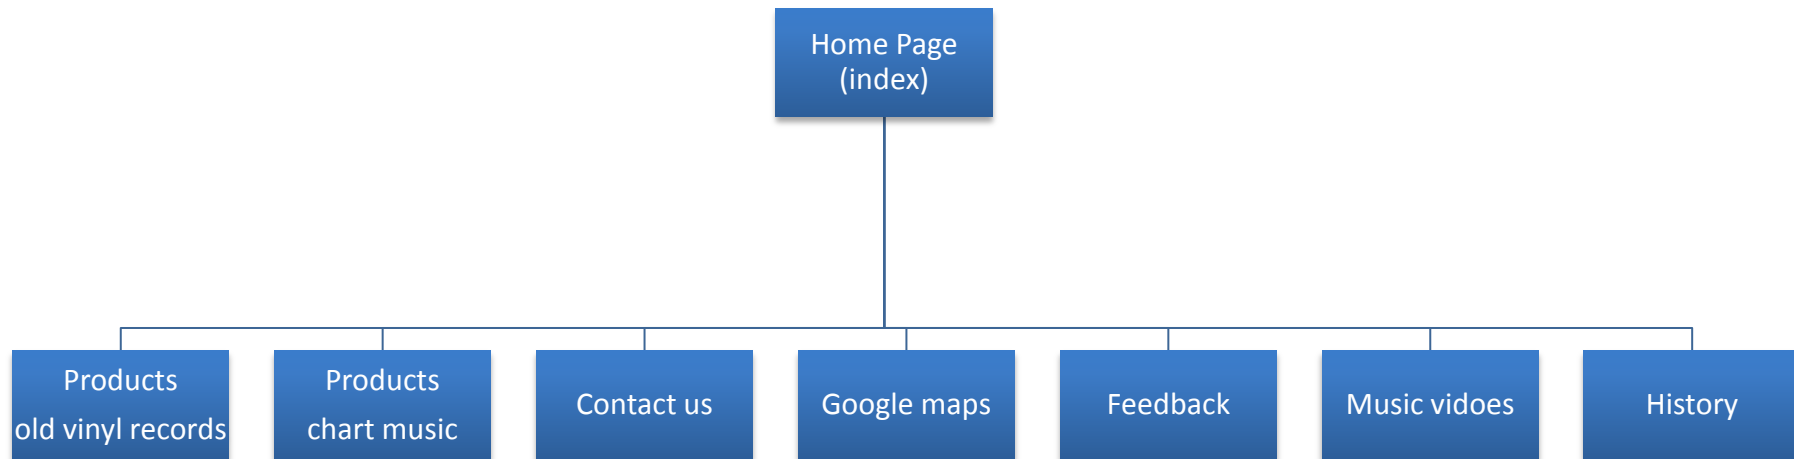 Home Page
(index)
Products
old vinyl records
Products
chart music
Contact us
Google maps
Feedback
Music vidoes
History